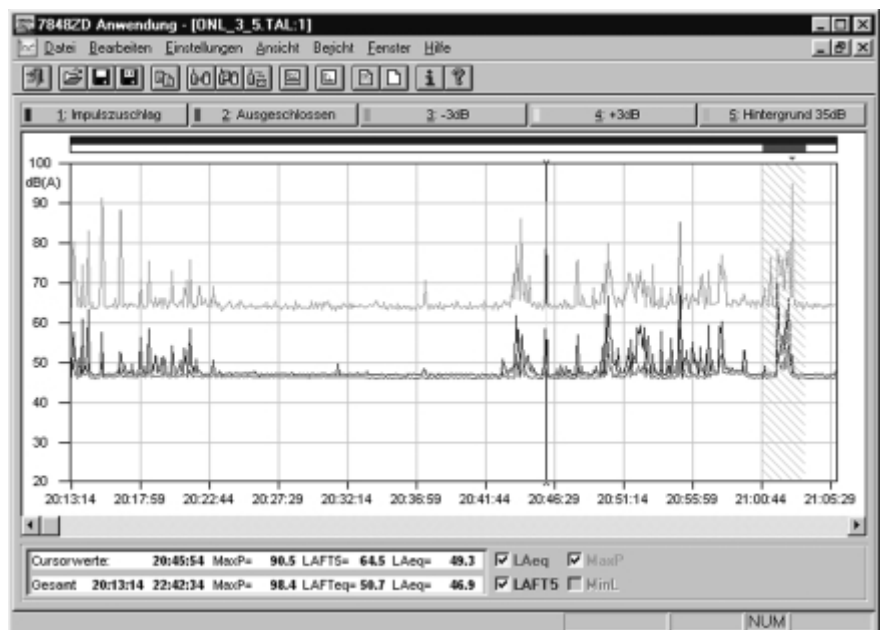 7848ZD Anwendung - [ONL_3_5.TAL:1]
Datei Bearbeiten Einstellungen Ansicht Bericht Fenster Hilfe
1: Impulszuschlag 2: Ausgeschlossen 3: -3dB 4: +3dB 5: Hintergrund 35dB
100
dB(A)
90
80
70
60
50
40
30
20
20:13:14 20:17:59 20:22:44 20:27:29 20:32:14 20:36:59 20:41:44 20:46:29 20:51:14 20:55:59 21:00:44 21:05:29
Cursorwerte: 20:45:54 MaxP= 90.5 LAFT5= 64.5 LAeq= 49.3 LAeq MaxP
Gesamt 20:13:14 22:42:34 MaxP= 98.4 LAFTeq= 50.7 LAeq= 46.9 LAFT5 MinL
NUM